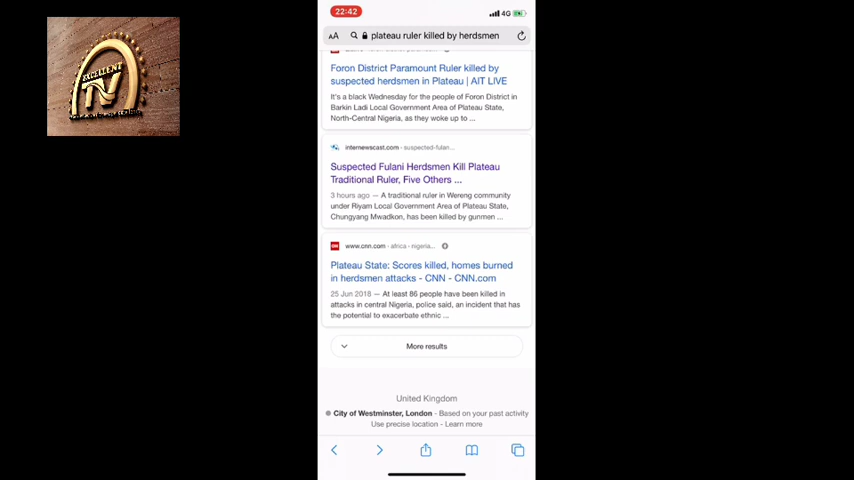 EXCELLENT
TV
22:42
4G
AA
plateau ruler killed by herdsmen
Foron District Paramount Ruler killed by
suspected herdsmen in Plateau | AIT LIVE
It's a black Wednesday for the people of Foron District in
Barkin Ladi Local Government Area of Plateau State,
North-Central Nigeria, as they woke up to ...
internewscast.com › suspected-fulan...
Suspected Fulani Herdsmen Kill Plateau
Traditional Ruler, Five Others ...
3 hours ago — A traditional ruler in Wereng community
under Riyam Local Government Area of Plateau State,
Chungyang Mwadkon, has been killed by gunmen ...
www.cnn.com › africa › nigeria...
Plateau State: Scores killed, homes burned
in herdsmen attacks - CNN - CNN.com
25 Jun 2018 — At least 86 people have been killed in
attacks in central Nigeria, police said, an incident that has
the potential to exacerbate ethnic ...
More results
United Kingdom
City of Westminster, London - Based on your past activity
Use precise location - Learn more